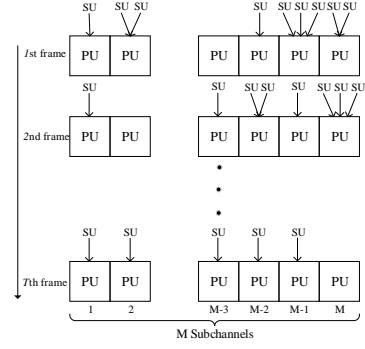 SU SU SU SU SU SU SU SU SU
1st frame PU PU PU PU PU PU
SU SU SU SU SU SU SU SU
2nd frame PU PU PU PU PU PU
SU SU SU SU SU
Tth frame PU PU PU PU PU PU
1 2 M-3 M-2 M-1 M
M Subchannels